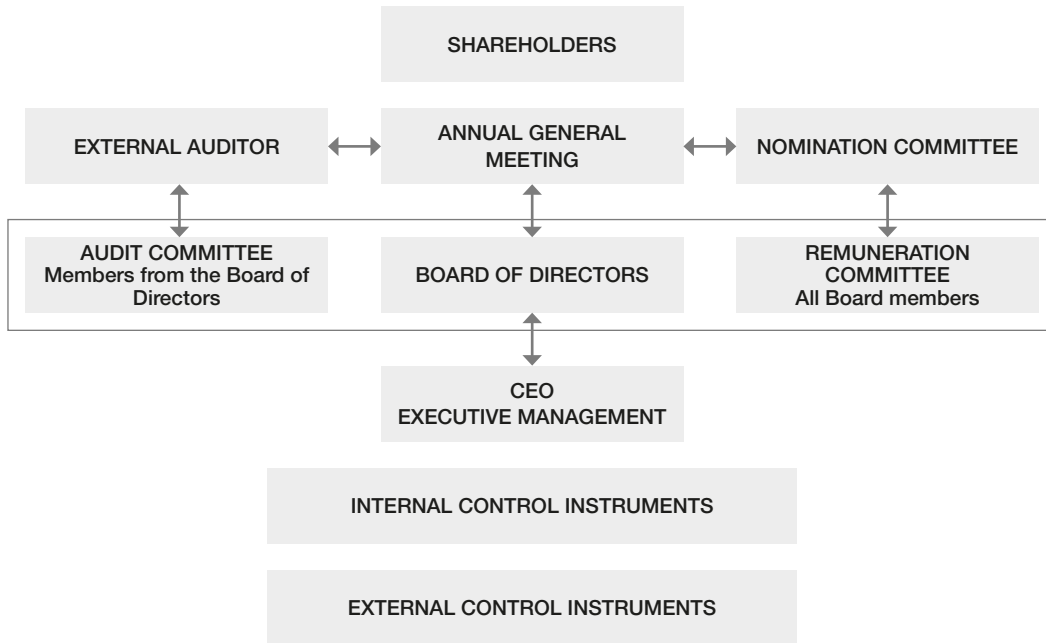 SHAREHOLDERS
EXTERNAL AUDITOR
ANNUAL GENERAL
MEETING
NOMINATION COMMITTEE
AUDIT COMMITTEE
Members from the Board of
Directors
BOARD OF DIRECTORS
REMUNERATION
COMMITTEE
All Board members
CEO
EXECUTIVE MANAGEMENT
INTERNAL CONTROL INSTRUMENTS
EXTERNAL CONTROL INSTRUMENTS